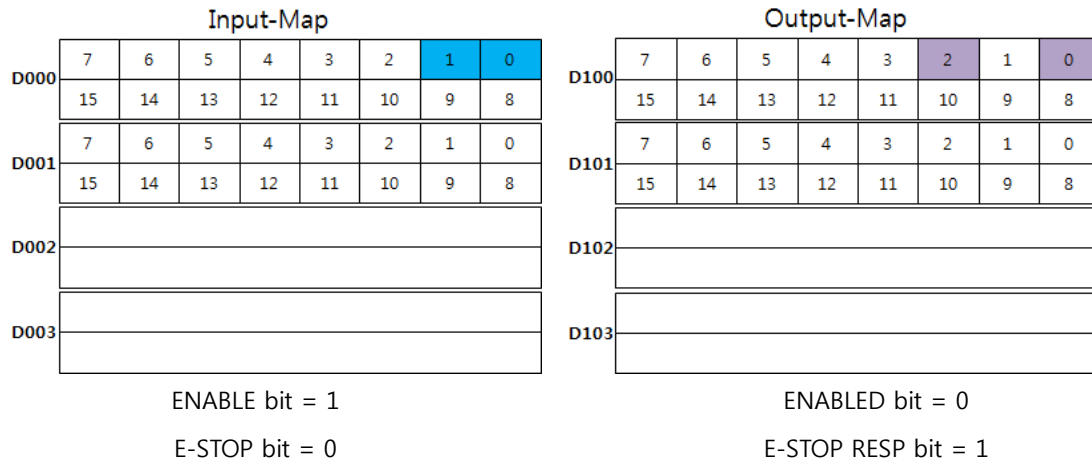 Input-Map
D000
7 6 5 4 3 2 1 0
15 14 13 12 11 10 9 8
D001
7 6 5 4 3 2 1 0
15 14 13 12 11 10 9 8
D002
D003
ENABLE bit = 1
E-STOP bit = 0
Output-Map
D100
7 6 5 4 3 2 1 0
15 14 13 12 11 10 9 8
D101
7 6 5 4 3 2 1 0
15 14 13 12 11 10 9 8
D102
D103
ENABLED bit = 0
E-STOP RESP bit = 1